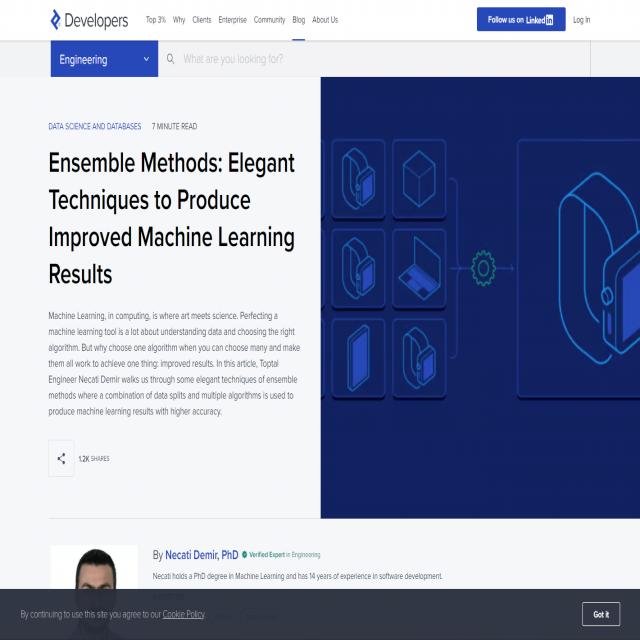 Developers
Top 3% Why Clients Enterprise Community Blog About Us
Follow us on LinkedIn
Log In
Engineering
What are you looking for?
DATA SCIENCE AND DATABASES 7 MINUTE READ
Ensemble Methods: Elegant
Techniques to Produce
Improved Machine Learning
Results
Machine Learning, in computing, is where art meets science. Perfecting a
machine learning tool is a lot about understanding data and choosing the right
algorithm. But why choose one algorithm when you can choose many and make
them all work to achieve one thing: improved results. In this article, Toptal
Engineer Necati Demir walks us through some elegant techniques of ensemble
methods where a combination of data splits and multiple algorithms is used to
produce machine learning results with higher accuracy.
1.2K SHARES
By Necati Demir, PhD Verified Expert in Engineering
Necati holds a PhD degree in Machine Learning and has 14 years of experience in software development.
By continuing to use this site you agree to our Cookie Policy.
Got it